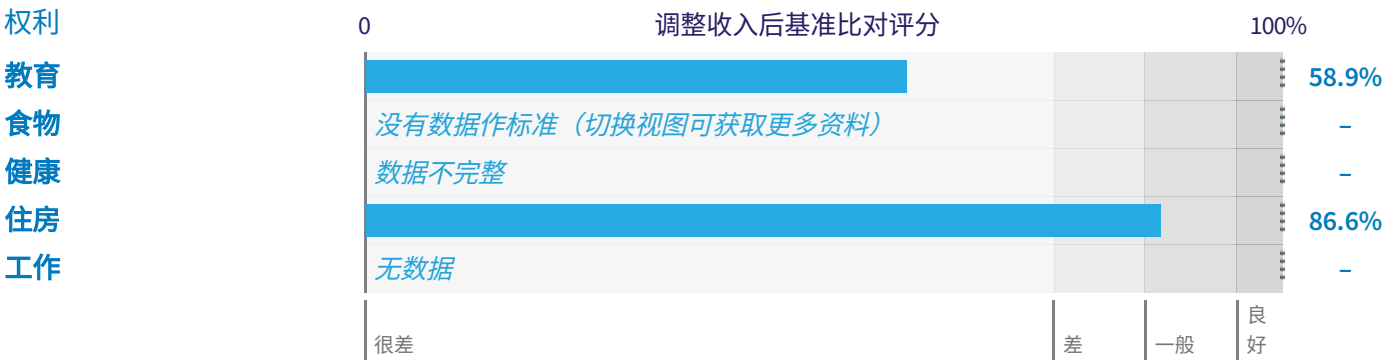 权利 0 调整收入后基准比对评分 100%
教育 58.9%
食物 没有数据作标准（切换视图可获取更多资料） –
健康 数据不完整 –
住房 86.6%
工作 无数据 –
很差 差 一般 良
好